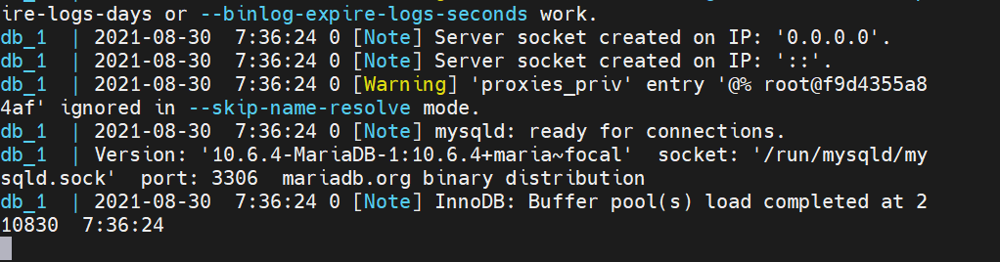 ire-logs-days or --binlog-expire-logs-seconds work.
db_1  | 2021-08-30  7:36:24 0 [Note] Server socket created on IP: '0.0.0.0'.
db_1  | 2021-08-30  7:36:24 0 [Note] Server socket created on IP: '::'.
db_1  | 2021-08-30  7:36:24 0 [Warning] 'proxies_priv' entry '@% root@f9d4355a8
4af' ignored in --skip-name-resolve mode.
db_1  | 2021-08-30  7:36:24 0 [Note] mysqld: ready for connections.
db_1  | Version: '10.6.4-MariaDB-1:10.6.4+maria~focal'  socket: '/run/mysqld/my
sqld.sock'  port: 3306  mariadb.org binary distribution
db_1  | 2021-08-30  7:36:24 0 [Note] InnoDB: Buffer pool(s) load completed at 2
10830  7:36:24